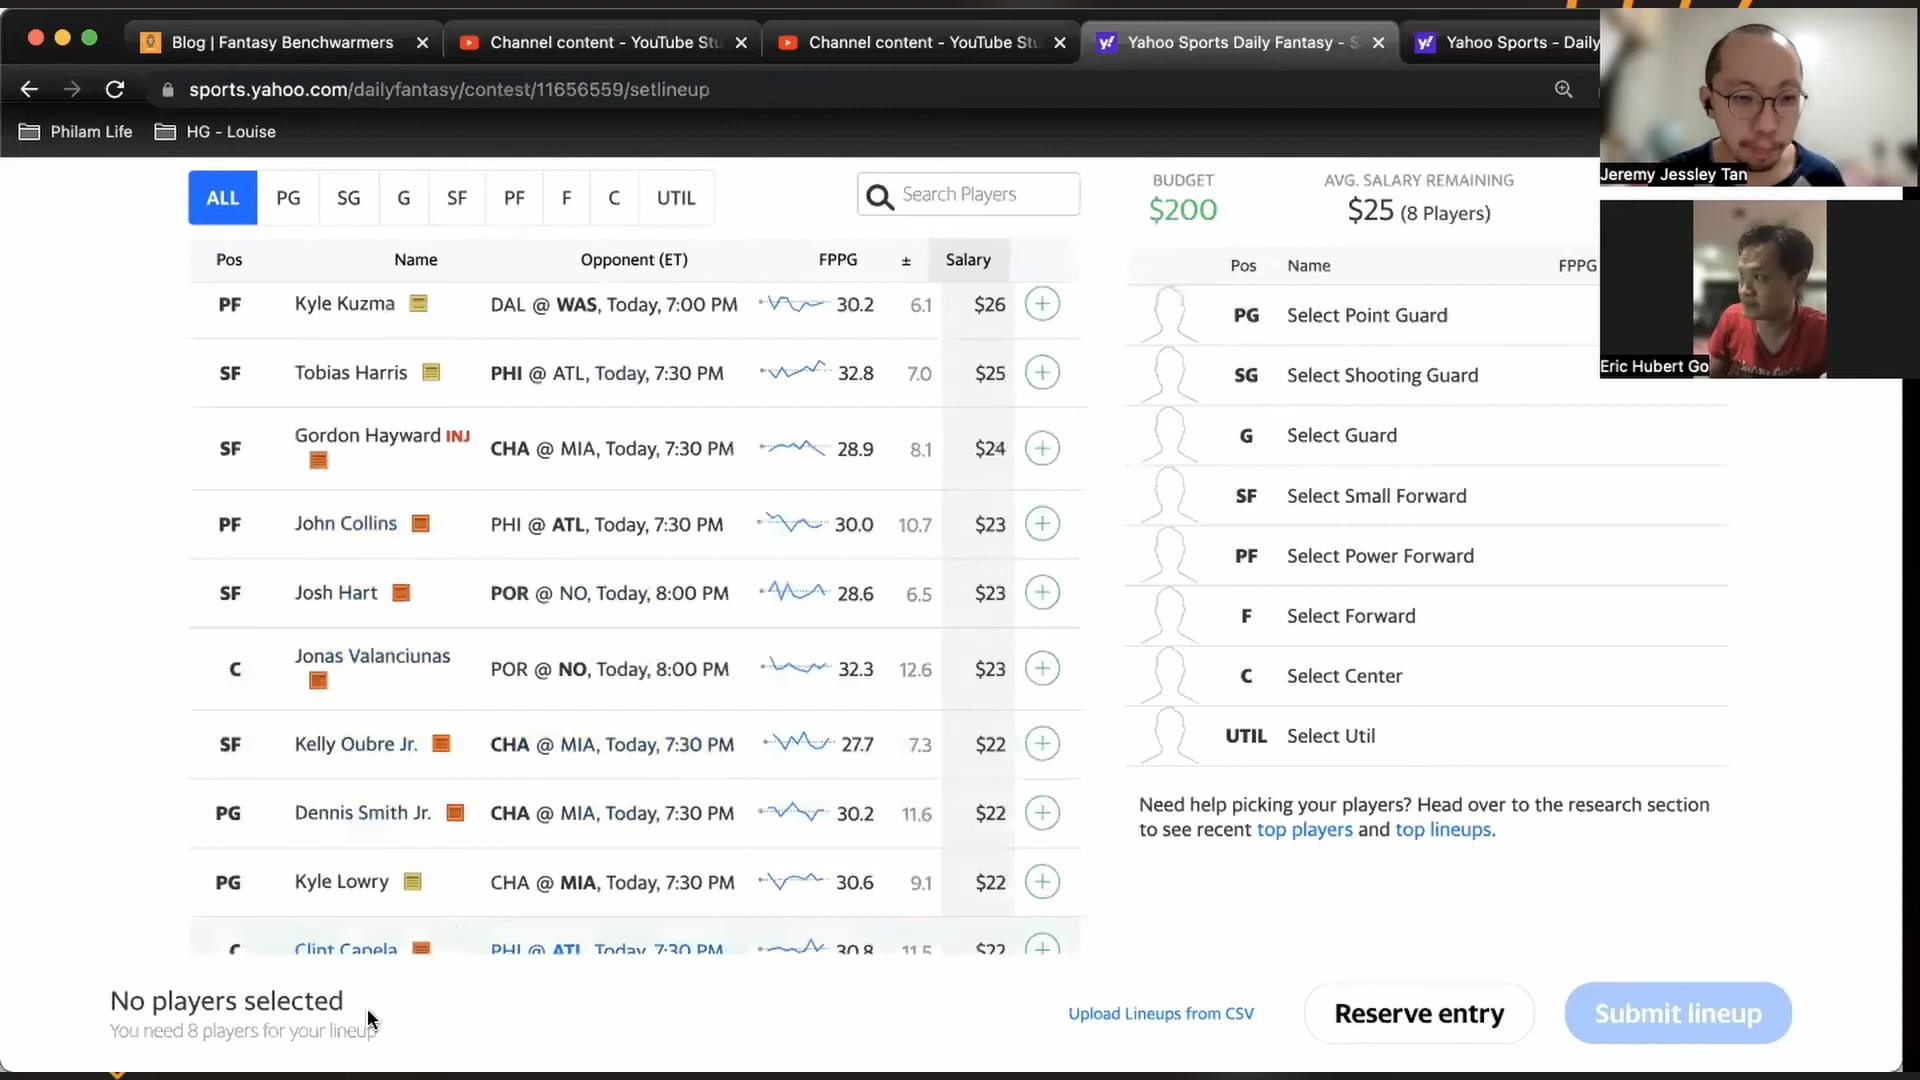 Blog | Fantasy Benchwarmers
Channel content - YouTube Stu
Channel content - YouTube Stu
Yahoo Sports Daily Fantasy - S
Yahoo Sports - Daily
sports.yahoo.com/dailyfantasy/contest/11656559/setlineup
Philam Life
HG - Louise
Jeremy Jessley Tan
Eric Hubert Go
ALL PG SG G SF PF F C UTIL
Search Players
BUDGET
$200
AVG. SALARY REMAINING
$25 (8 Players)
Pos Name Opponent (ET) FPPG ± Salary
PF Kyle Kuzma DAL @ WAS, Today, 7:00 PM 30.2 6.1 $26
SF Tobias Harris PHI @ ATL, Today, 7:30 PM 32.8 7.0 $25
SF Gordon Hayward INJ CHA @ MIA, Today, 7:30 PM 28.9 8.1 $24
PF John Collins PHI @ ATL, Today, 7:30 PM 30.0 10.7 $23
SF Josh Hart POR @ NO, Today, 8:00 PM 28.6 6.5 $23
C Jonas Valanciunas POR @ NO, Today, 8:00 PM 32.3 12.6 $23
SF Kelly Oubre Jr. CHA @ MIA, Today, 7:30 PM 27.7 7.3 $22
PG Dennis Smith Jr. CHA @ MIA, Today, 7:30 PM 30.2 11.6 $22
PG Kyle Lowry CHA @ MIA, Today, 7:30 PM 30.6 9.1 $22
C Clint Capela PHI @ ATL, Today, 7:30 PM 30.8 11.5 $22
Pos Name FPPG
PG Select Point Guard
SG Select Shooting Guard
G Select Guard
SF Select Small Forward
PF Select Power Forward
F Select Forward
C Select Center
UTIL Select Util
Need help picking your players? Head over to the research section
to see recent top players and top lineups.
No players selected
You need 8 players for your lineup
Upload Lineups from CSV
Reserve entry
Submit lineup